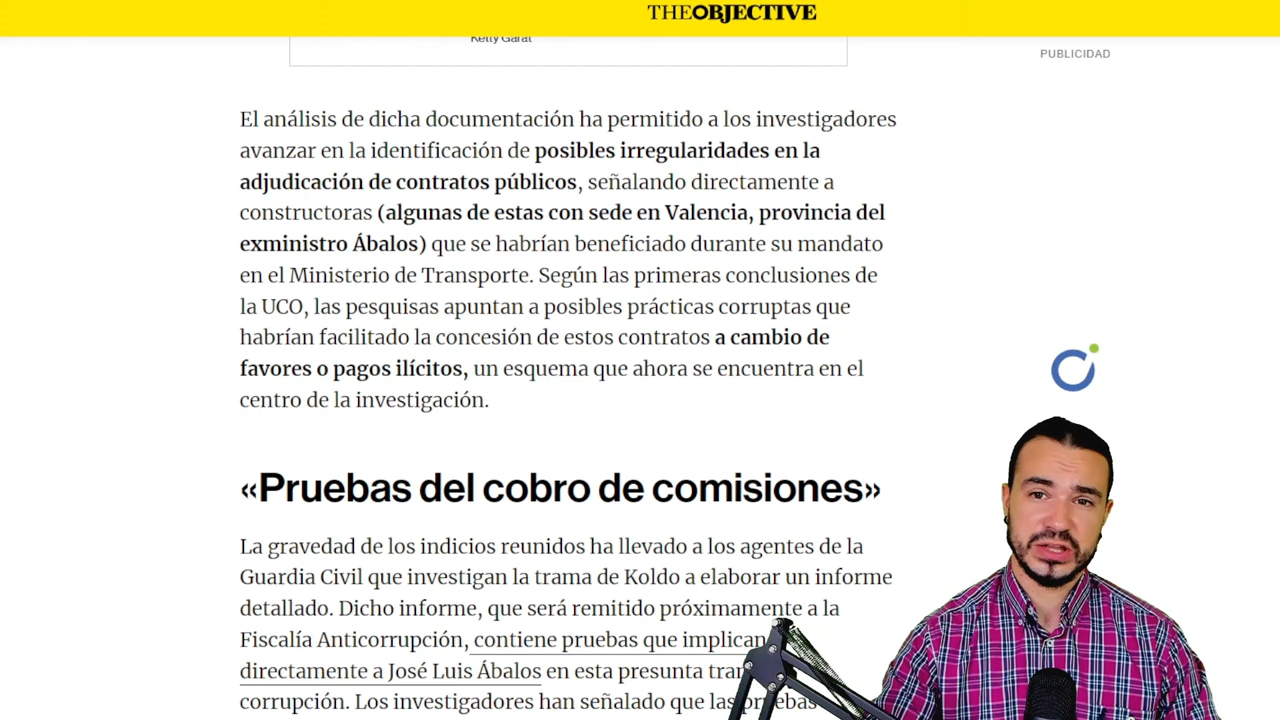 THEOBJECTIVE
Kelly Garat
PUBLICIDAD
El análisis de dicha documentación ha permitido a los investigadores
avanzar en la identificación de posibles irregularidades en la
adjudicación de contratos públicos, señalando directamente a
constructoras (algunas de estas con sede en Valencia, provincia del
exministro Ábalos) que se habrían beneficiado durante su mandato
en el Ministerio de Transporte. Según las primeras conclusiones de
la UCO, las pesquisas apuntan a posibles prácticas corruptas que
habrían facilitado la concesión de estos contratos a cambio de
favores o pagos ilícitos, un esquema que ahora se encuentra en el
centro de la investigación.
«Pruebas del cobro de comisiones»
La gravedad de los indicios reunidos ha llevado a los agentes de la
Guardia Civil que investigan la trama de Koldo a elaborar un informe
detallado. Dicho informe, que será remitido próximamente a la
Fiscalía Anticorrupción, contiene pruebas que implican
directamente a José Luis Ábalos en esta presunta
corrupción. Los investigadores han señalado que las pruebas